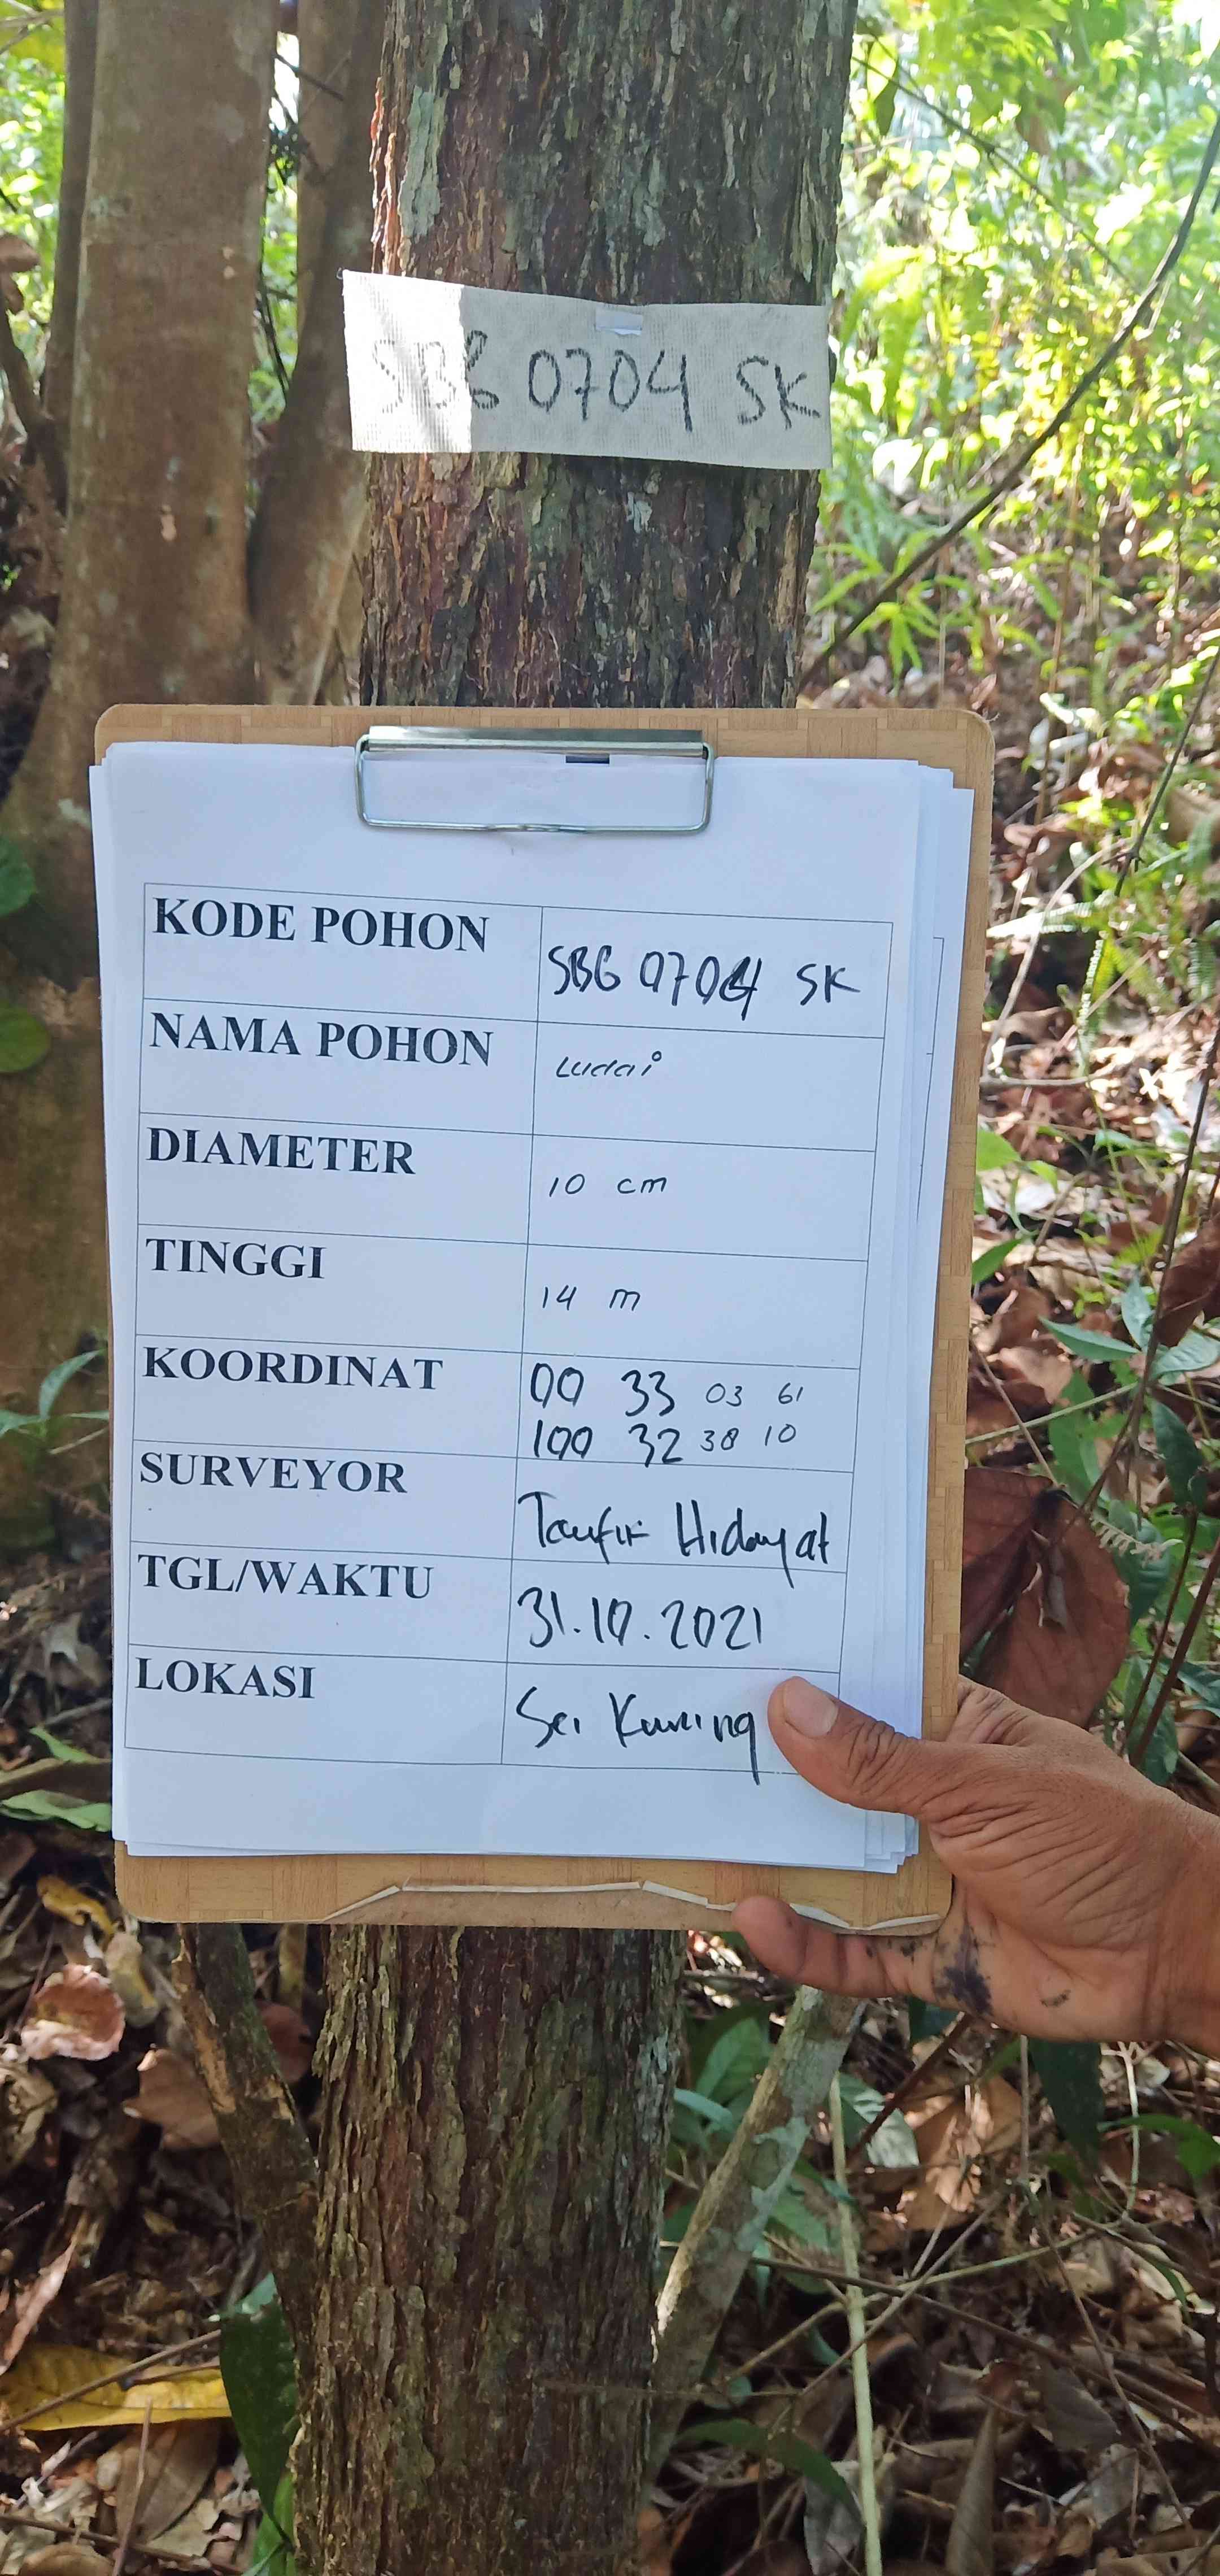 SBG 0704 SK
KODE POHON SBG 0704 SK
NAMA POHON Ludai
DIAMETER 10 cm
TINGGI 14 m
KOORDINAT 00 33 03 61
100 32 38 10
SURVEYOR Taufik Hidayat
TGL/WAKTU 31.10.2021
LOKASI Sei Kuning